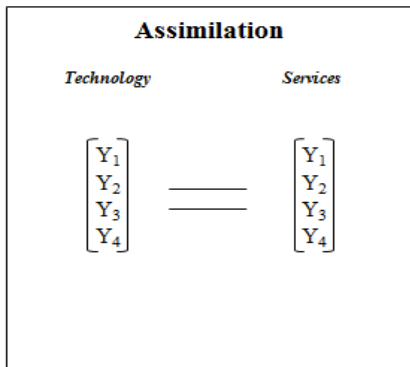 Assimilation
Technology Services
Y1 Y1
Y2 Y2
Y3 Y3
Y4 Y4